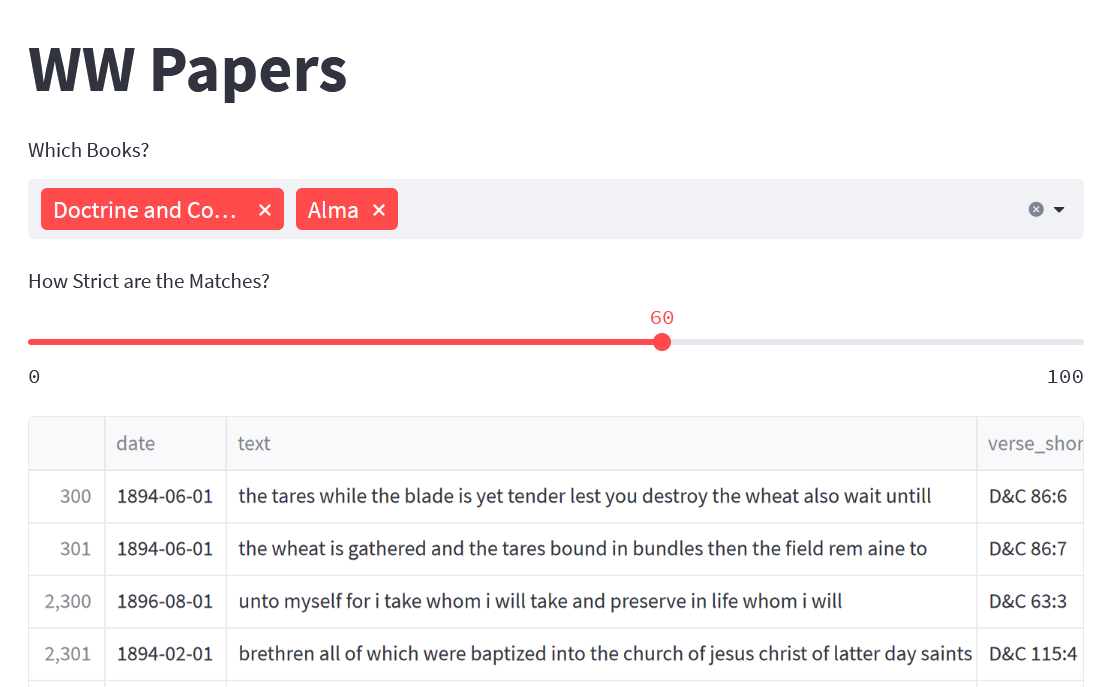 WW Papers
Which Books?
Doctrine and Co... × Alma ×
How Strict are the Matches?
60
0 100
date text verse_shor
300 1894-06-01 the tares while the blade is yet tender lest you destroy the wheat also wait untill D&C 86:6
301 1894-06-01 the wheat is gathered and the tares bound in bundles then the field rem aine to D&C 86:7
2,300 1896-08-01 unto myself for i take whom i will take and preserve in life whom i will D&C 63:3
2,301 1894-02-01 brethren all of which were baptized into the church of jesus christ of latter day saints D&C 115:4